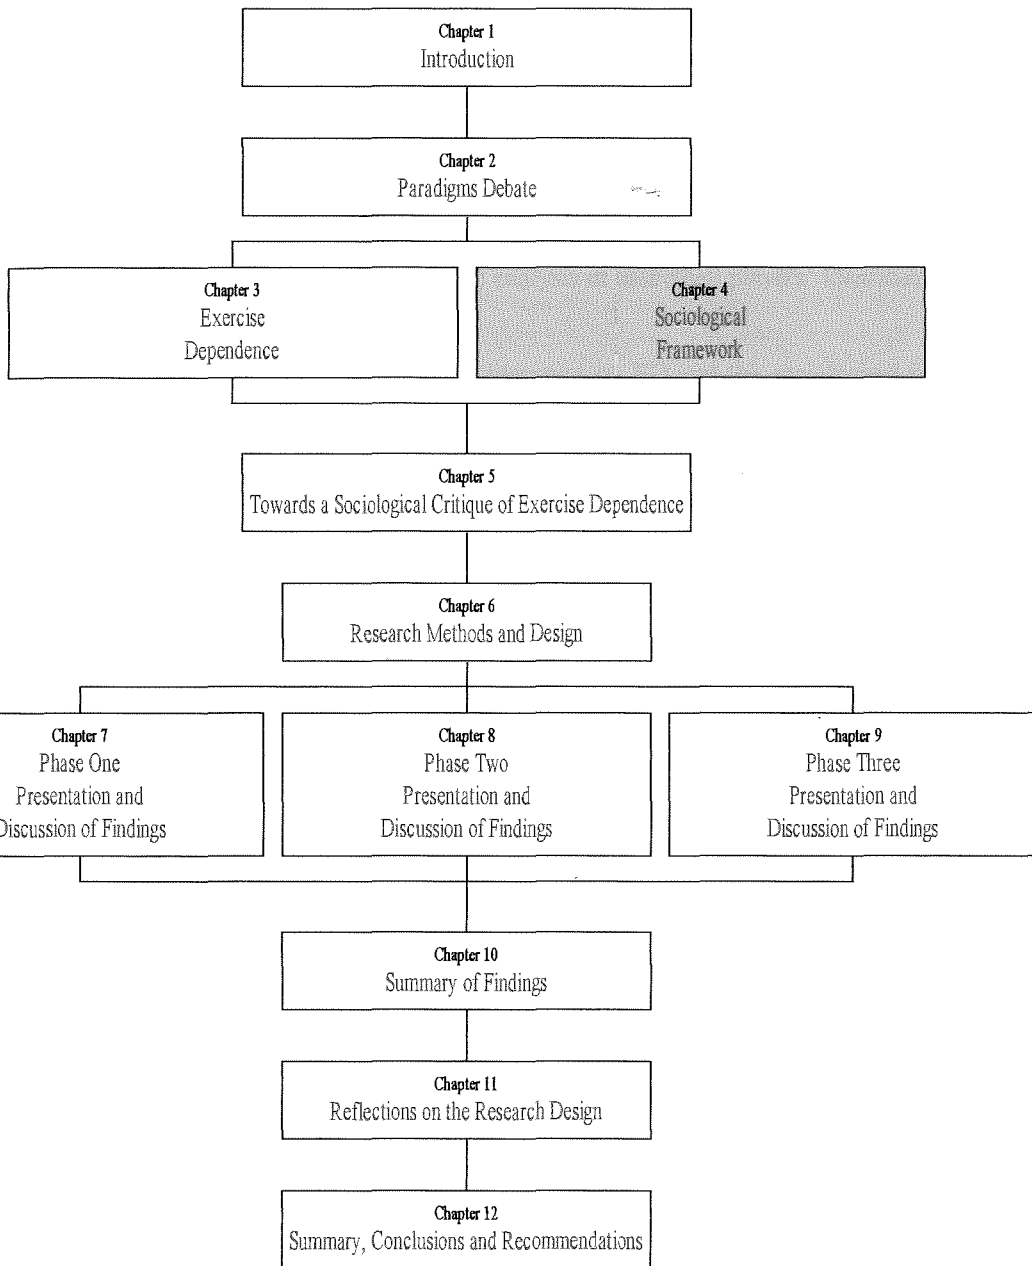 Chapter 1
Introduction
Chapter 2
Paradigms Debate
Chapter 3
Exercise
Dependence
Chapter 4
Sociological
Framework
Chapter 5
Towards a Sociological Critique of Exercise Dependence
Chapter 6
Research Methods and Design
Chapter 7
Phase One
Presentation and
Discussion of Findings
Chapter 8
Phase Two
Presentation and
Discussion of Findings
Chapter 9
Phase Three
Presentation and
Discussion of Findings
Chapter 10
Summary of Findings
Chapter 11
Reflections on the Research Design
Chapter 12
Summary, Conclusions and Recommendations